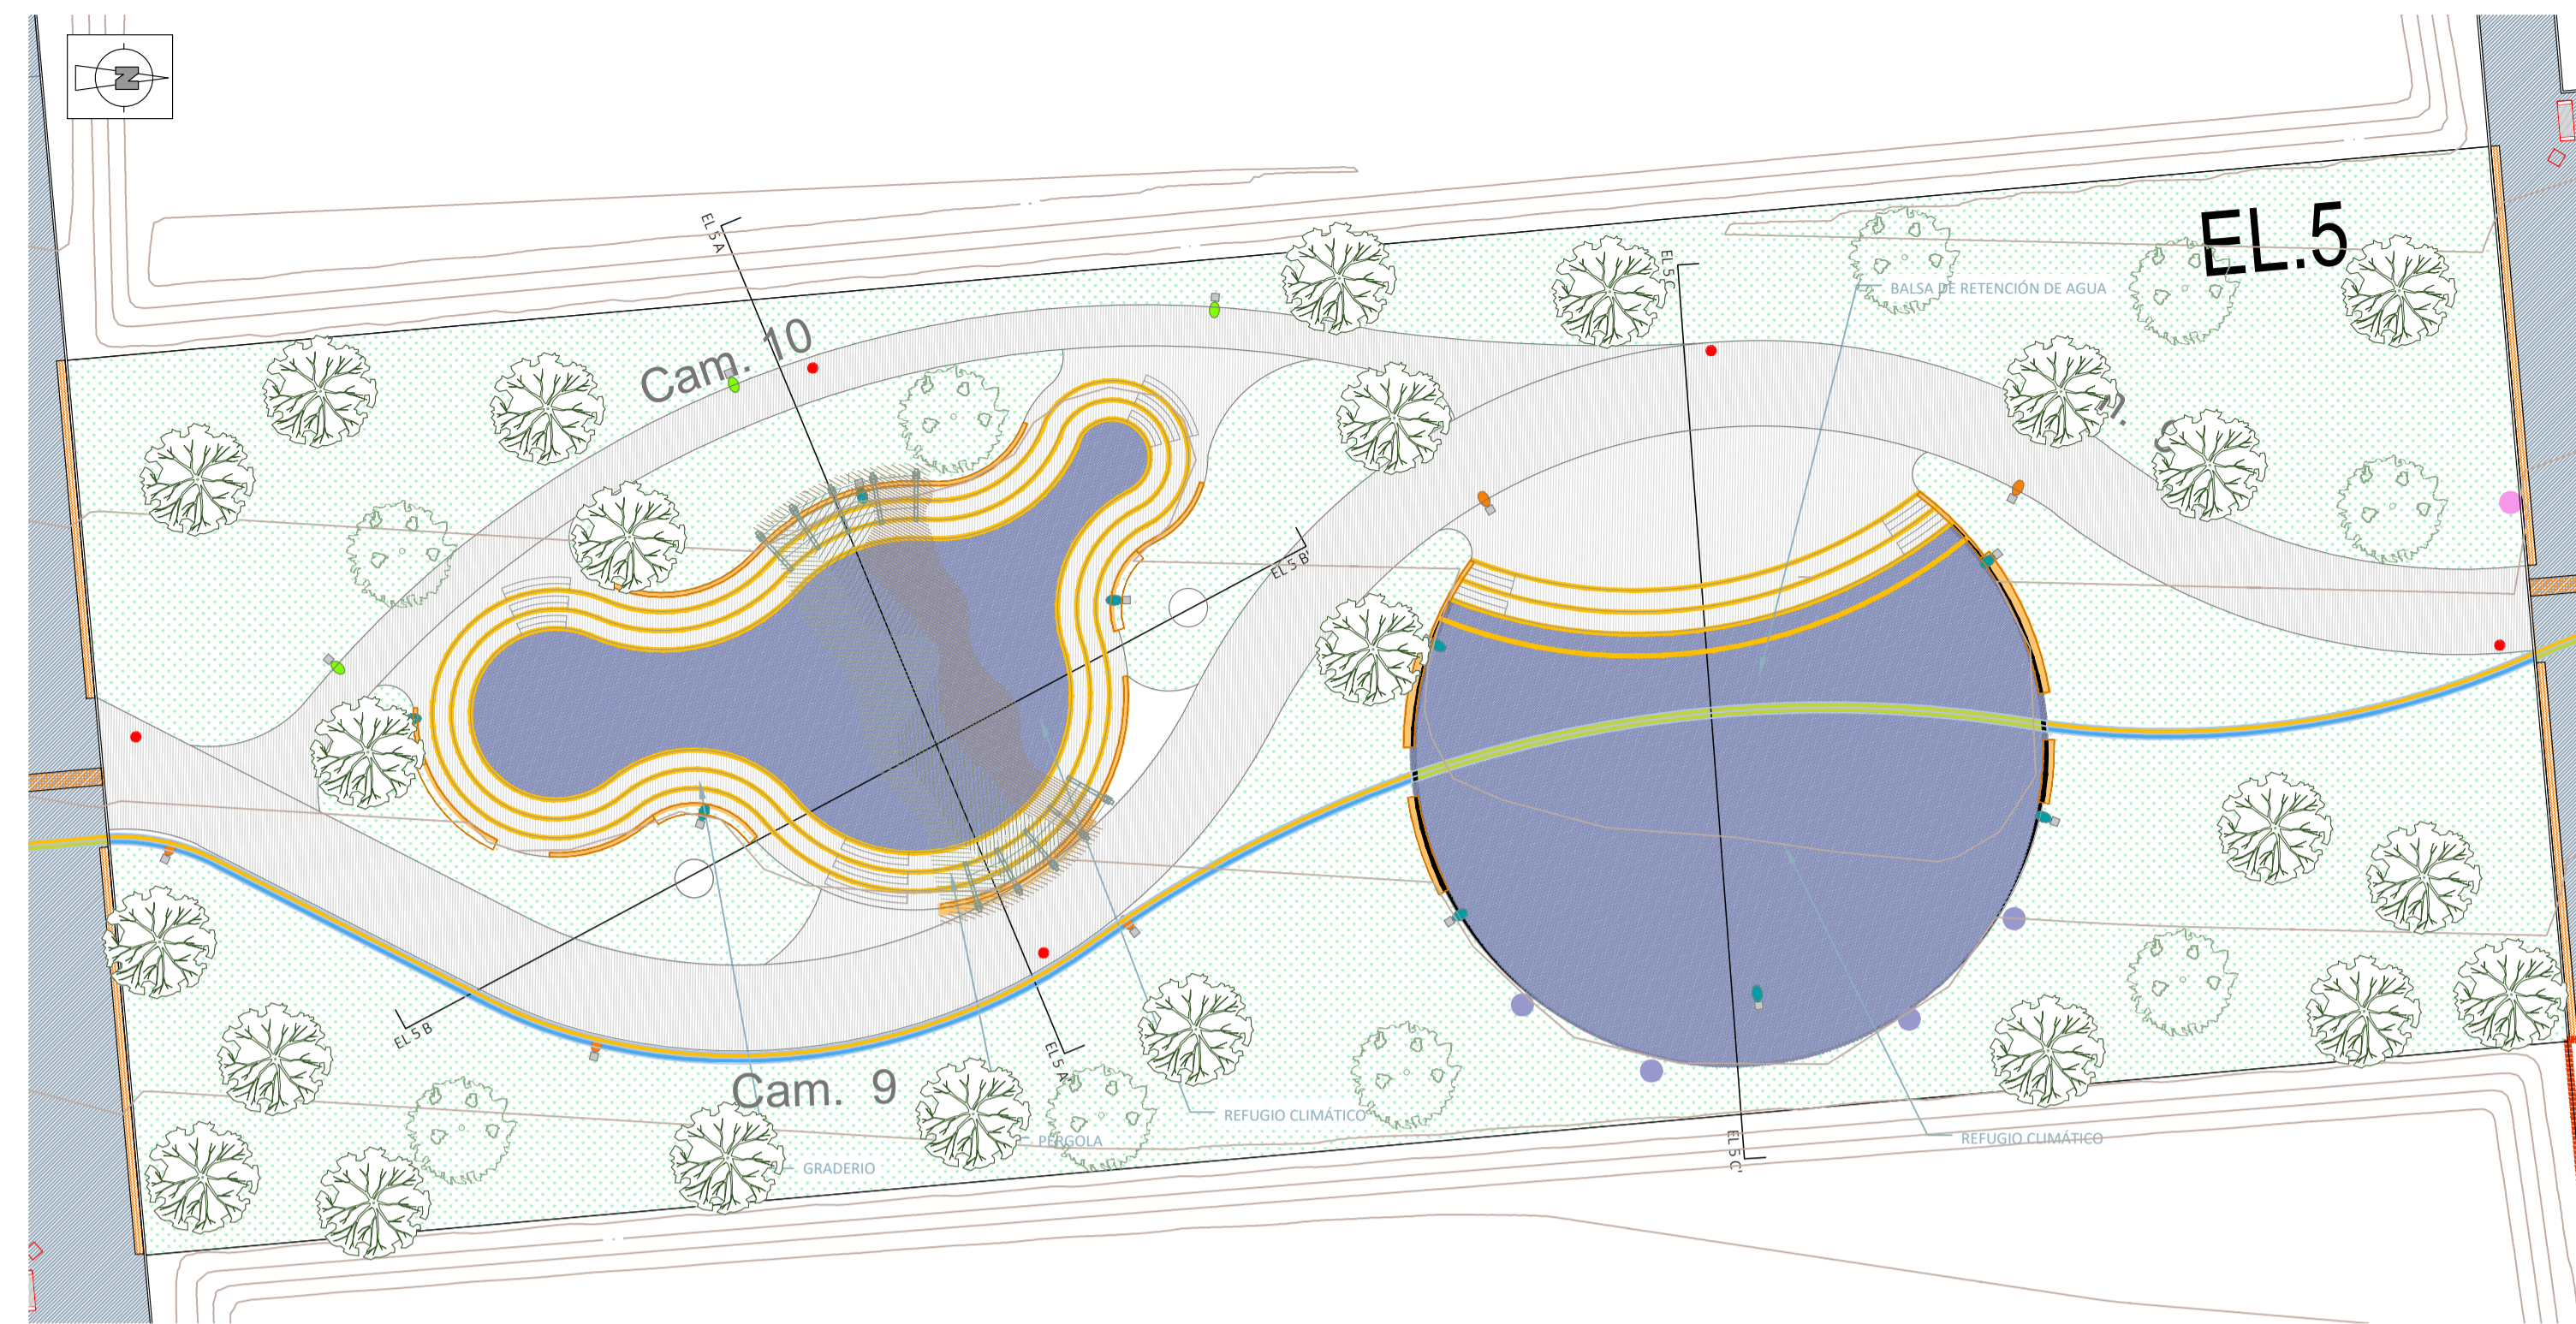 N
EL.5
EL 5 A
EL 5 C
BALSA DE RETENCIÓN DE AGUA
Cam. 10
EL 5 B'
EL 5 B
EL 5 A'
Cam. 9
REFUGIO CLIMÁTICO
PERGOLA
GRADERIO
EL 5 C'
REFUGIO CLIMÁTICO